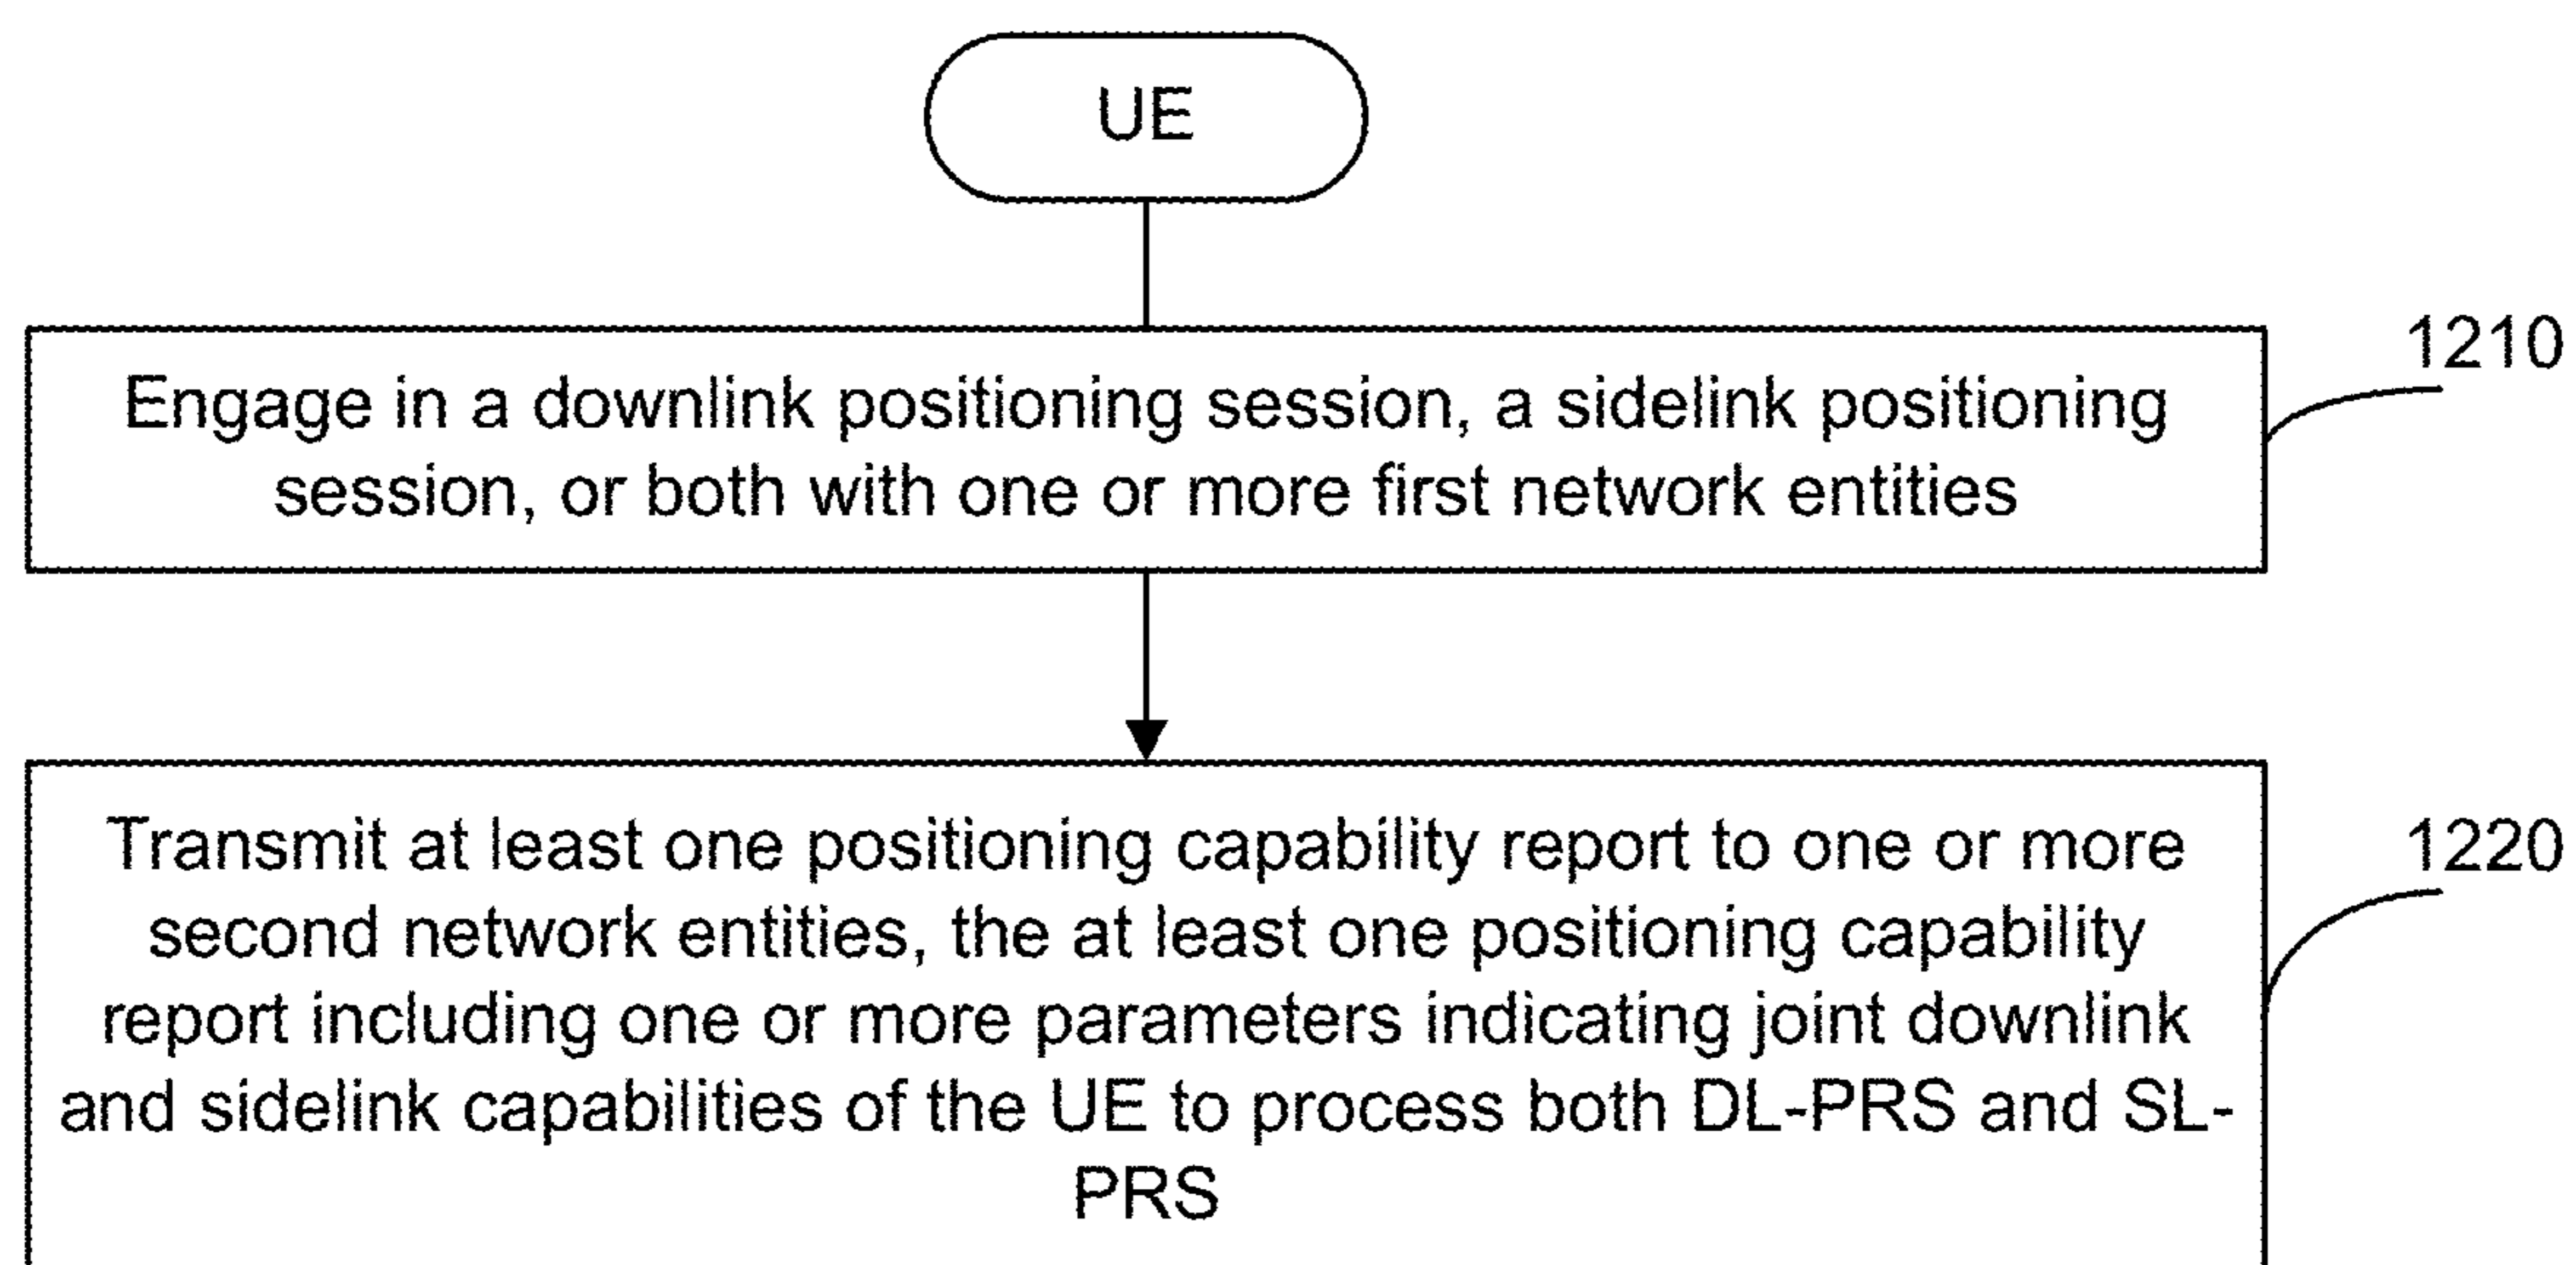 UE
1210
Engage in a downlink positioning session, a sidelink positioning
session, or both with one or more first network entities
1220
Transmit at least one positioning capability report to one or more
second network entities, the at least one positioning capability
report including one or more parameters indicating joint downlink
and sidelink capabilities of the UE to process both DL-PRS and SL-
PRS